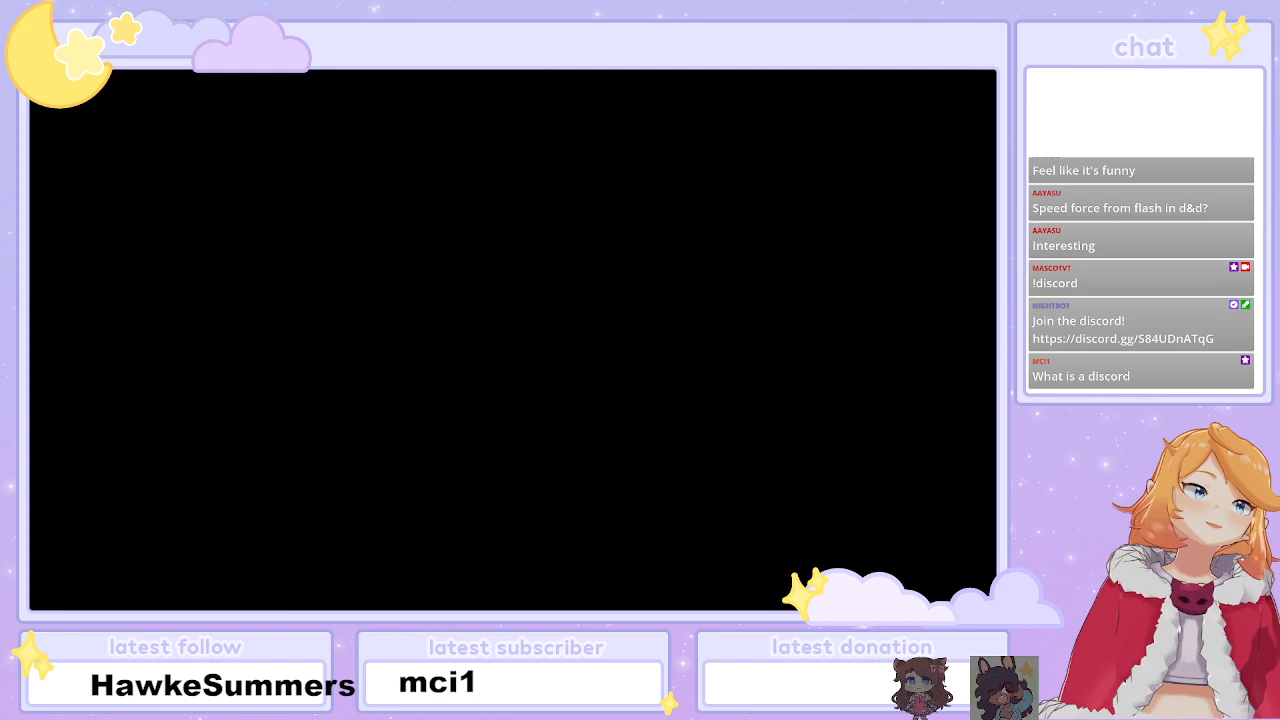 chat
Feel like it's funny
AAYASU
Speed force from flash in d&d?
AAYASU
Interesting
MASCOTVT
!discord
NIGHTBOT
Join the discord!
https://discord.gg/S84UDnATqG
MCI1
What is a discord
latest follow
HawkeSummers
latest subscriber
mci1
latest donation